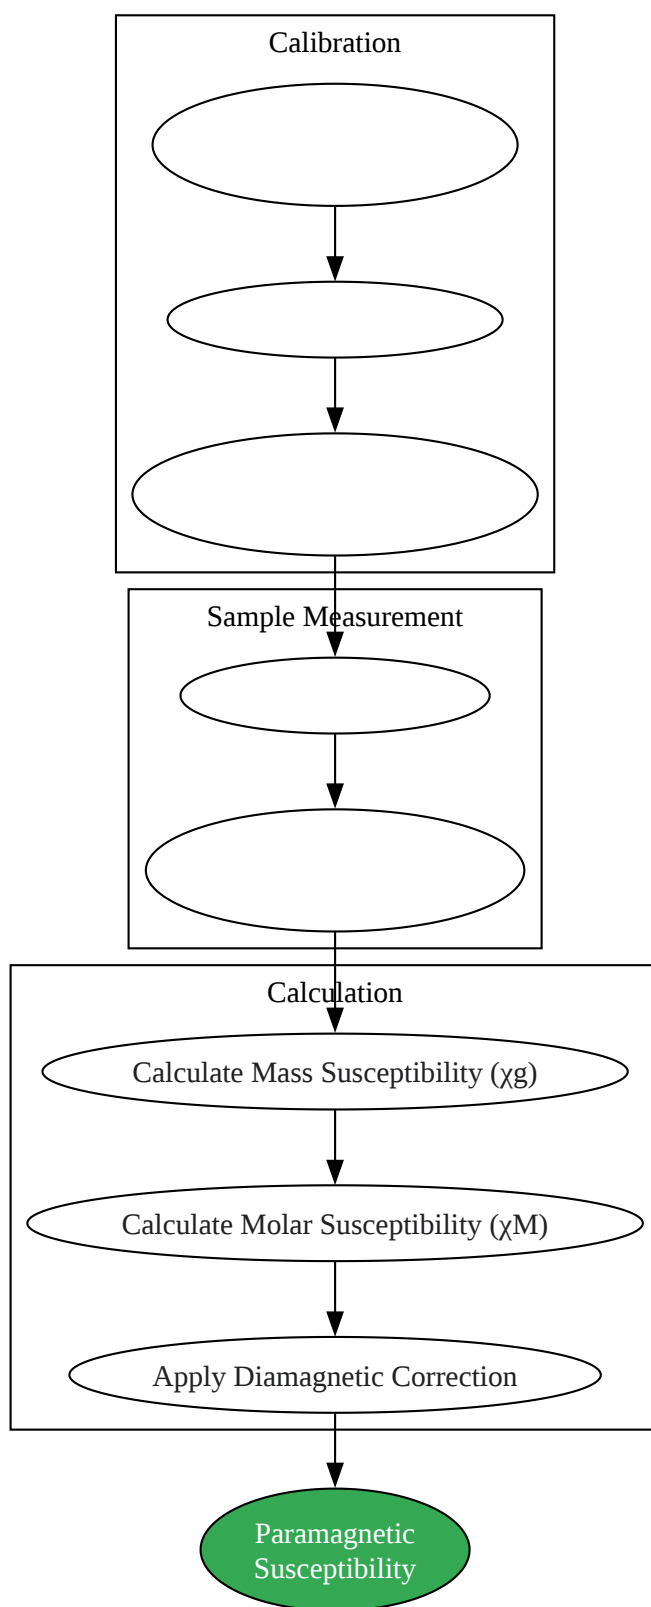 Calibration
Sample Measurement
Calculation
Calculate Mass Susceptibility (χg)
Calculate Molar Susceptibility (χM)
Apply Diamagnetic Correction
Paramagnetic
Susceptibility